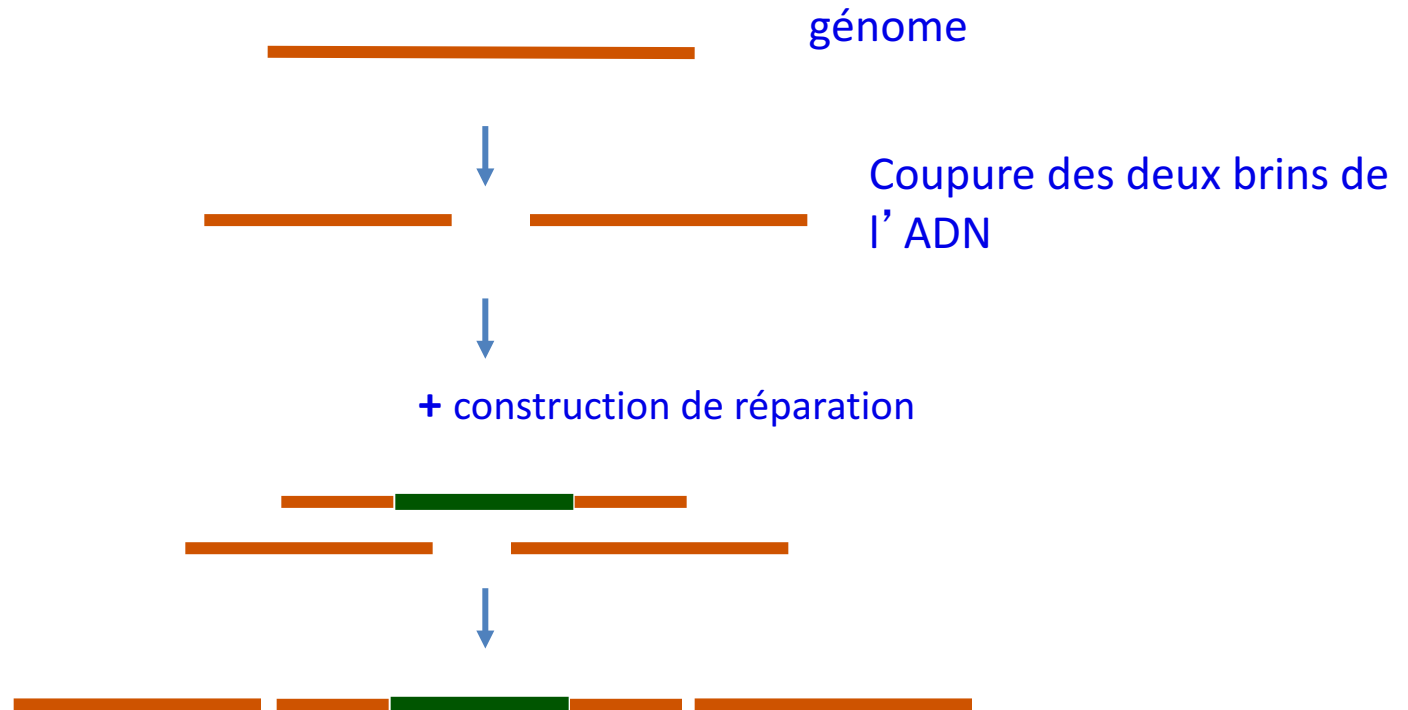 génome
Coupure des deux brins de
l’ ADN
+ construction de réparation